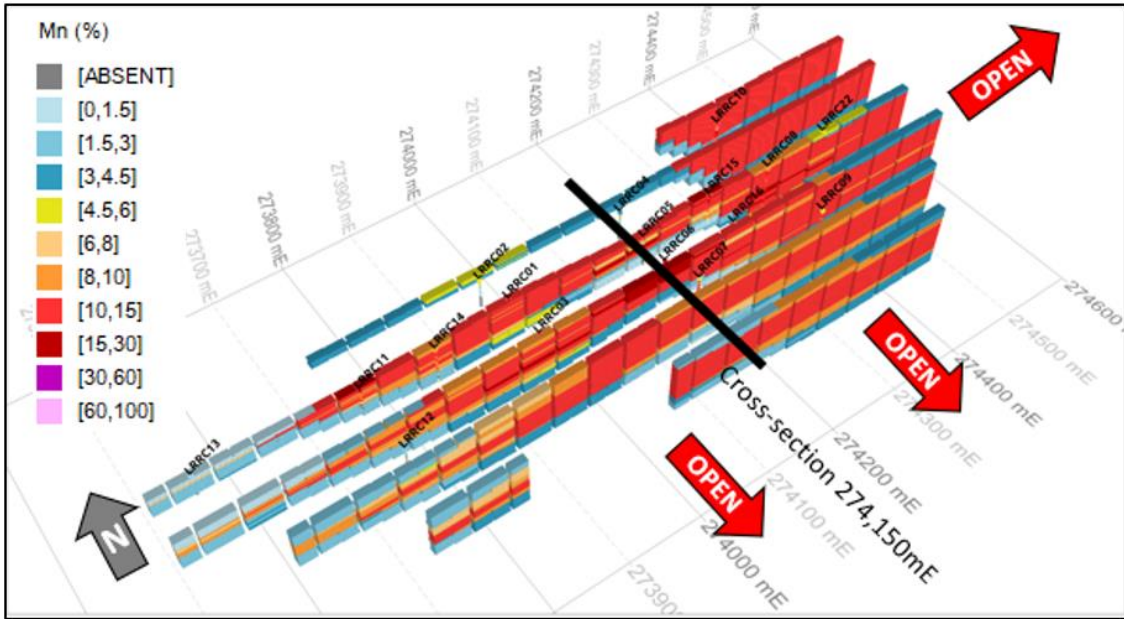 Mn (%)
[ABSENT]
[0,1.5]
[1.5,3]
[3,4.5]
[4.5,6]
[6,8]
[8,10]
[10,15]
[15,30]
[30,60]
[60,100]
273700 mE
273800 mE
273900 mE
274000 mE
274100 mE
274200 mE
274300 mE
274400 mE
OPEN
LRRC10
LRRC22
LRRC08
LRRC15
LRRC09
LRRC16
LRRC04
LRRC05
LRRC06
LRRC07
LRRC02
LRRC01
LRRC03
LRRC14
LRRC11
LRRC12
LRRC13
N
OPEN
OPEN
Cross-section 274,150mE
274600 mE
274500 mE
274400 mE
274300 mE
274200 mE
274100 mE
274000 mE